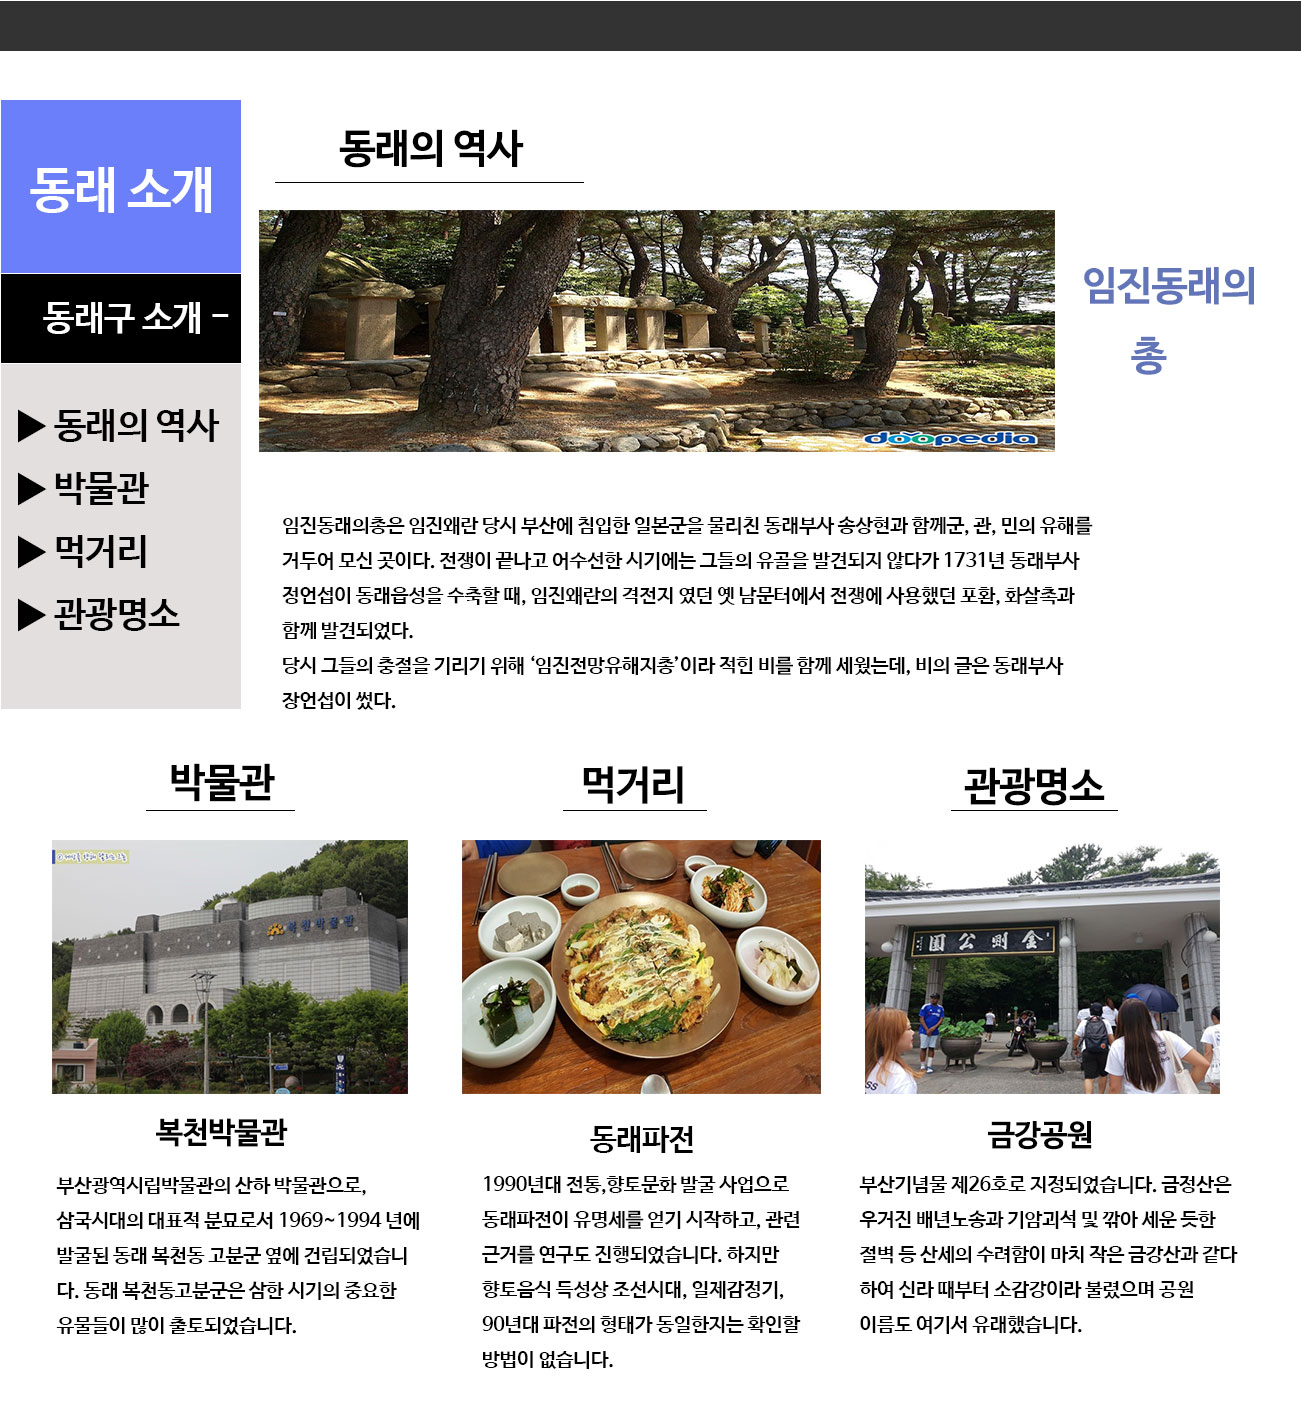 동래 소개
동래구 소개 -
▶ 동래의 역사
▶ 박물관
▶ 먹거리
▶ 관광명소
동래의 역사
doopedia
임진동래의
총
임진동래의총은 임진왜란 당시 부산에 침입한 일본군을 물리친 동래부사 송상현과 함께군, 관, 민의 유해를
거두어 모신 곳이다. 전쟁이 끝나고 어수선한 시기에는 그들의 유골을 발견되지 않다가 1731년 동래부사
정언섭이 동래읍성을 수축할 때, 임진왜란의 격전지 였던 옛 남문터에서 전쟁에 사용했던 포환, 화살촉과
함께 발견되었다.
당시 그들의 충절을 기리기 위해 ‘임진전망유해지총’이라 적힌 비를 함께 세웠는데, 비의 글은 동래부사
장언섭이 썼다.
박물관
복천박물관
복천박물관
부산광역시립박물관의 산하 박물관으로,
삼국시대의 대표적 분묘로서 1969~1994 년에
발굴된 동래 복천동 고분군 옆에 건립되었습니
다. 동래 복천동고분군은 삼한 시기의 중요한
유물들이 많이 출토되었습니다.
먹거리
동래파전
1990년대 전통,향토문화 발굴 사업으로
동래파전이 유명세를 얻기 시작하고, 관련
근거를 연구도 진행되었습니다. 하지만
향토음식 득성상 조선시대, 일제감정기,
90년대 파전의 형태가 동일한지는 확인할
방법이 없습니다.
관광명소
園公剛金
금강공원
부산기념물 제26호로 지정되었습니다. 금정산은
우거진 배년노송과 기암괴석 및 깎아 세운 듯한
절벽 등 산세의 수려함이 마치 작은 금강산과 같다
하여 신라 때부터 소감강이라 불렸으며 공원
이름도 여기서 유래했습니다.